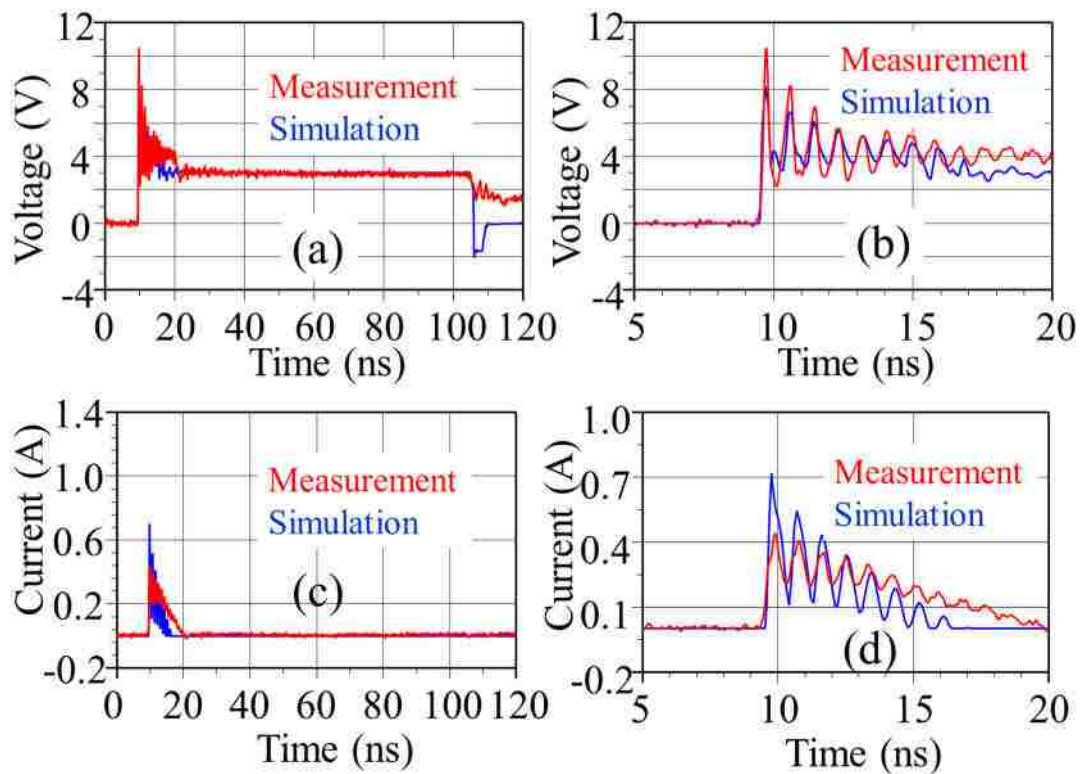 12
8
4
0
-4
Voltage (V)
Measurement
Simulation
(a)
0 20 40 60 80 100 120
Time (ns)
12
8
4
0
-4
Voltage (V)
Measurement
Simulation
(b)
5 10 15 20
Time (ns)
1.4
1.0
0.6
0.2
-0.2
Current (A)
Measurement
Simulation
(c)
0 20 40 60 80 100 120
Time (ns)
1.0
0.7
0.4
0.1
-0.2
Current (A)
Measurement
Simulation
(d)
5 10 15 20
Time (ns)